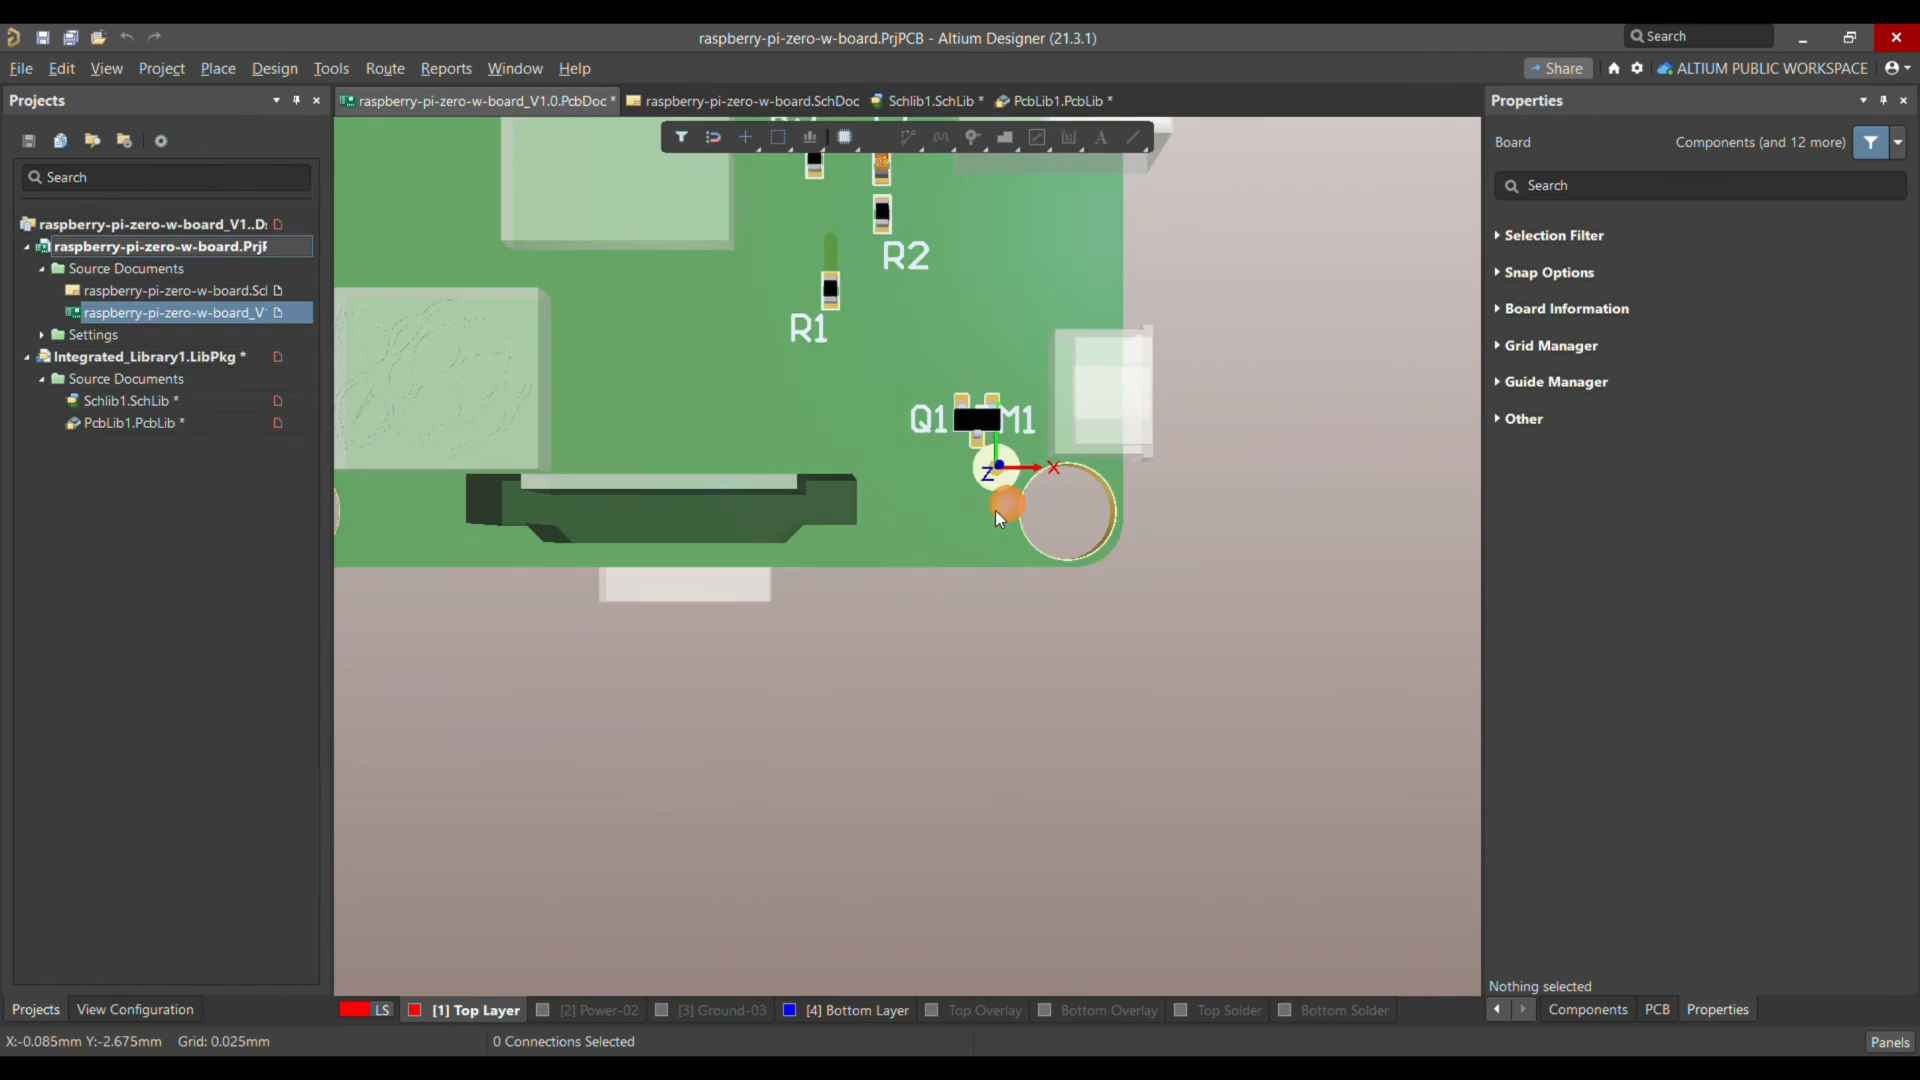 raspberry-pi-zero-w-board.PrjPCB - Altium Designer (21.3.1)
Search
File Edit View Project Place Design Tools Route Reports Window Help
Share
ALTIUM PUBLIC WORKSPACE
Projects
raspberry-pi-zero-w-board_V1.0.PcbDoc *
raspberry-pi-zero-w-board.SchDoc
Schlib1.SchLib *
PcbLib1.PcbLib *
Properties
Board
Components (and 12 more)
Search
Search
raspberry-pi-zero-w-board_V1..D
raspberry-pi-zero-w-board.PrjF
Source Documents
raspberry-pi-zero-w-board.Scl
raspberry-pi-zero-w-board_V
Settings
Integrated_Library1.LibPkg *
Source Documents
Schlib1.SchLib *
PcbLib1.PcbLib *
R2
R1
Q1
M1
Z
X
Selection Filter
Snap Options
Board Information
Grid Manager
Guide Manager
Other
Nothing selected
Projects
View Configuration
LS
[1] Top Layer
[2] Power-02
[3] Ground-03
[4] Bottom Layer
Top Overlay
Bottom Overlay
Top Solder
Bottom Solder
Components
PCB
Properties
X:-0.085mm Y:-2.675mm Grid: 0.025mm
0 Connections Selected
Panels